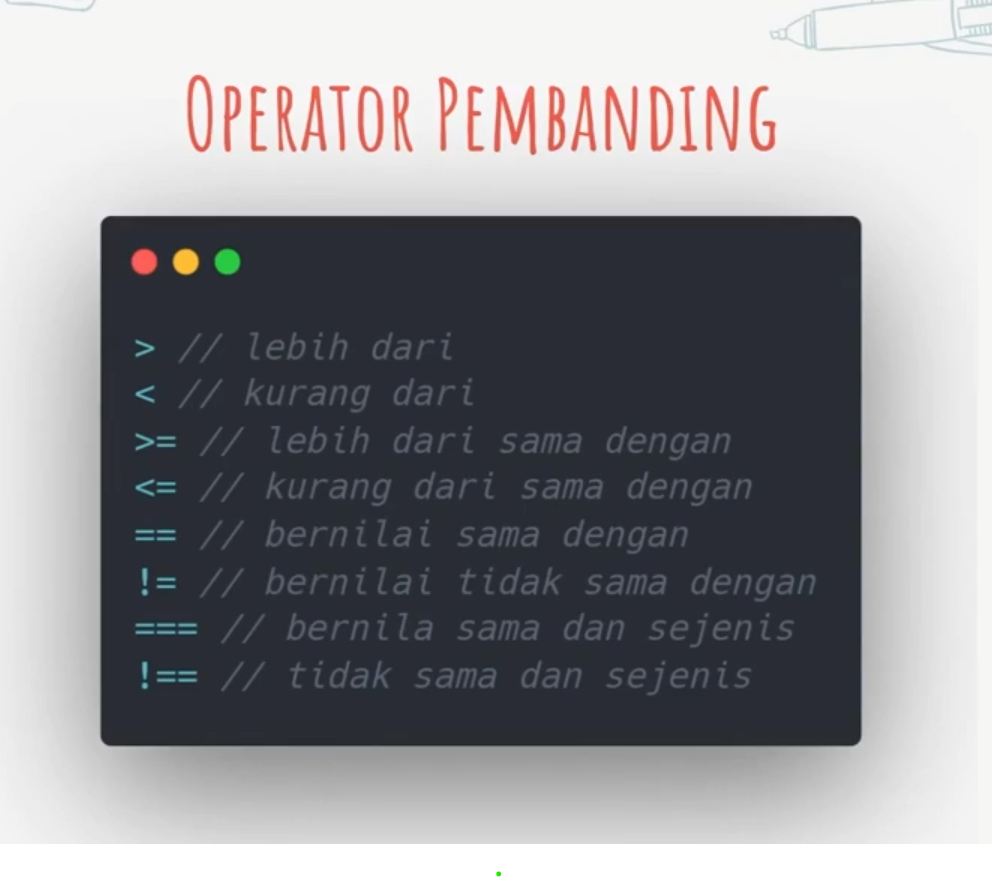 Operator Pembanding
> // lebih dari
< // kurang dari
>= // lebih dari sama dengan
<= // kurang dari sama dengan
== // bernilai sama dengan
!= // bernilai tidak sama dengan
=== // bernila sama dan sejenis
!== // tidak sama dan sejenis